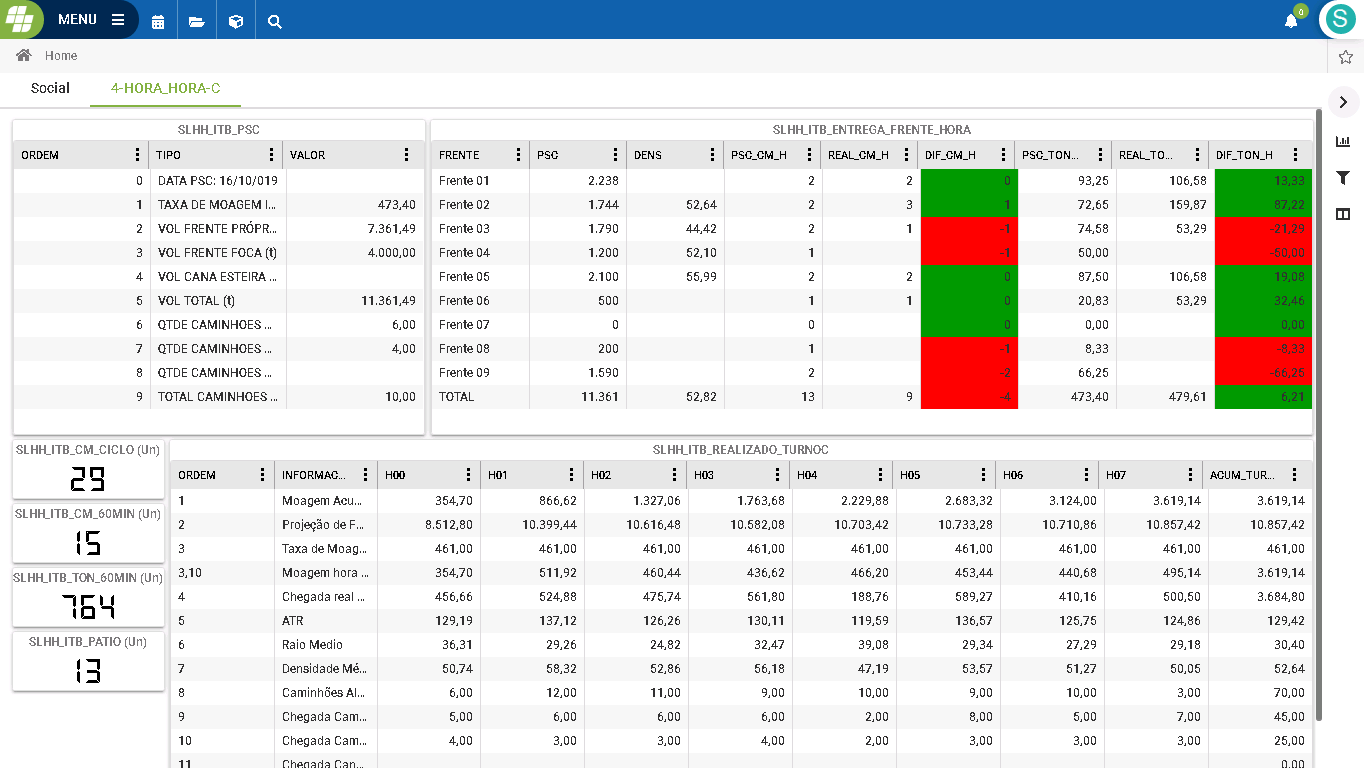 MENU
0
S
Home
Social 4-HORA_HORA-C
SLHH_ITB_PSC
ORDEM TIPO VALOR
0 DATA PSC: 16/10/019
1 TAXA DE MOAGEM I... 473,40
2 VOL FRENTE PRÓPR... 7.361,49
3 VOL FRENTE FOCA (t) 4.000,00
4 VOL CANA ESTEIRA ...
5 VOL TOTAL (t) 11.361,49
6 QTDE CAMINHOES ... 6,00
7 QTDE CAMINHOES ... 4,00
8 QTDE CAMINHOES ...
9 TOTAL CAMINHOES ... 10,00
SLHH_ITB_ENTREGA_FRENTE_HORA
FRENTE PSC DENS PSC_CM_H REAL_CM_H DIF_CM_H PSC_TON... REAL_TO... DIF_TON_H
Frente 01 2.238 2 2 0 93,25 106,58 13,33
Frente 02 1.744 52,64 2 3 1 72,65 159,87 87,22
Frente 03 1.790 44,42 2 1 -1 74,58 53,29 -21,29
Frente 04 1.200 52,10 1 -1 50,00 -50,00
Frente 05 2.100 55,99 2 2 0 87,50 106,58 19,08
Frente 06 500 1 1 0 20,83 53,29 32,46
Frente 07 0 0 0 0,00 0,00
Frente 08 200 1 -1 8,33 -8,33
Frente 09 1.590 2 -2 66,25 -66,25
TOTAL 11.361 52,82 13 9 -4 473,40 479,61 6,21
SLHH_ITB_CM_CICLO (Un)
29
SLHH_ITB_CM_60MIN (Un)
15
SLHH_ITB_TON_60MIN (Un)
764
SLHH_ITB_PATIO (Un)
13
SLHH_ITB_REALIZADO_TURNOC
ORDEM INFORMAC... H00 H01 H02 H03 H04 H05 H06 H07 ACUM_TUR...
1 Moagem Acu... 354,70 866,62 1.327,06 1.763,68 2.229,88 2.683,32 3.124,00 3.619,14 3.619,14
2 Projeção de F... 8.512,80 10.399,44 10.616,48 10.582,08 10.703,42 10.733,28 10.710,86 10.857,42 10.857,42
3 Taxa de Moag... 461,00 461,00 461,00 461,00 461,00 461,00 461,00 461,00 461,00
3,10 Moagem hora ... 354,70 511,92 460,44 436,62 466,20 453,44 440,68 495,14 3.619,14
4 Chegada real ... 456,66 524,88 475,74 561,80 188,76 589,27 410,16 500,50 3.684,80
5 ATR 129,19 137,12 126,26 130,11 119,59 136,57 125,75 124,86 129,42
6 Raio Medio 36,31 29,26 24,82 32,47 39,08 29,34 27,29 29,18 30,40
7 Densidade Mé... 50,74 58,32 52,86 56,18 47,19 53,57 51,27 50,05 52,64
8 Caminhões Al... 6,00 12,00 11,00 9,00 10,00 9,00 10,00 3,00 70,00
9 Chegada Cam... 5,00 6,00 6,00 6,00 2,00 8,00 5,00 7,00 45,00
10 Chegada Cam... 4,00 3,00 3,00 4,00 2,00 3,00 3,00 3,00 25,00
11 Chegada Can... 0,00